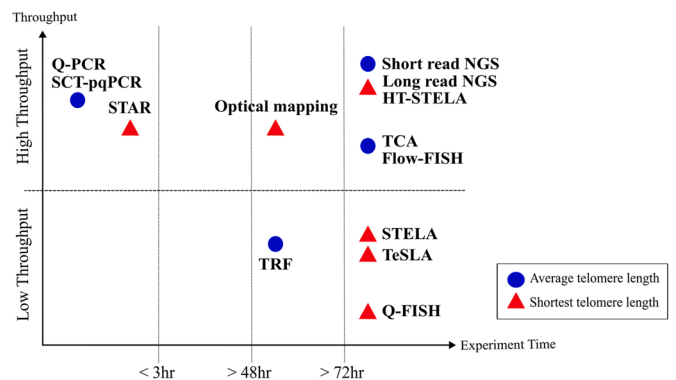 Throughput
High Throughput
Low Throughput
Q-PCR
SCT-pqPCR
STAR
Optical mapping
Short read NGS
Long read NGS
HT-STELA
TCA
Flow-FISH
TRF
STELA
TeSLA
Q-FISH
Average telomere length
Shortest telomere length
Experiment Time
< 3hr
> 48hr
> 72hr